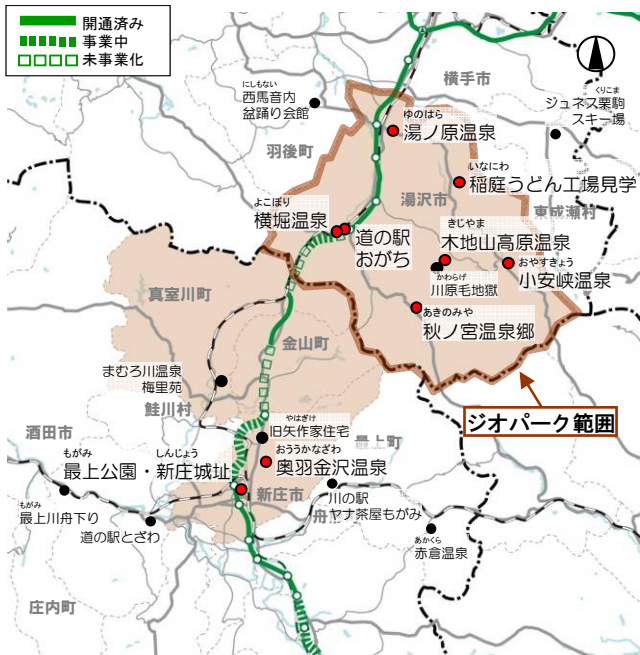 開通済み
事業中
未事業化
横手市
にしもない
西馬音内
盆踊り会館
くりこま
ジュネス栗駒
スキー場
ゆのはら
湯ノ原温泉
羽後町
いなにわ
稲庭うどん工場見学
湯沢市
東成瀬村
よこぼり
横堀温泉
道の駅
おがち
きじやま
木地山高原温泉
おやすきょう
小安峡温泉
かわらげ
川原毛地獄
あきのみや
秋ノ宮温泉郷
真室川町
金山町
まむろ川温泉
梅里苑
鮭川村
ジオパーク範囲
やはぎけ
旧矢作家住宅
最上町
酒田市
もがみ
しんじょう
最上公園・新庄城址
おううかなざわ
奥羽金沢温泉
新庄市
川の駅
ヤナ茶屋もがみ
舟
もがみ
最上川舟下り
道の駅とざわ
あかくら
赤倉温泉
庄内町